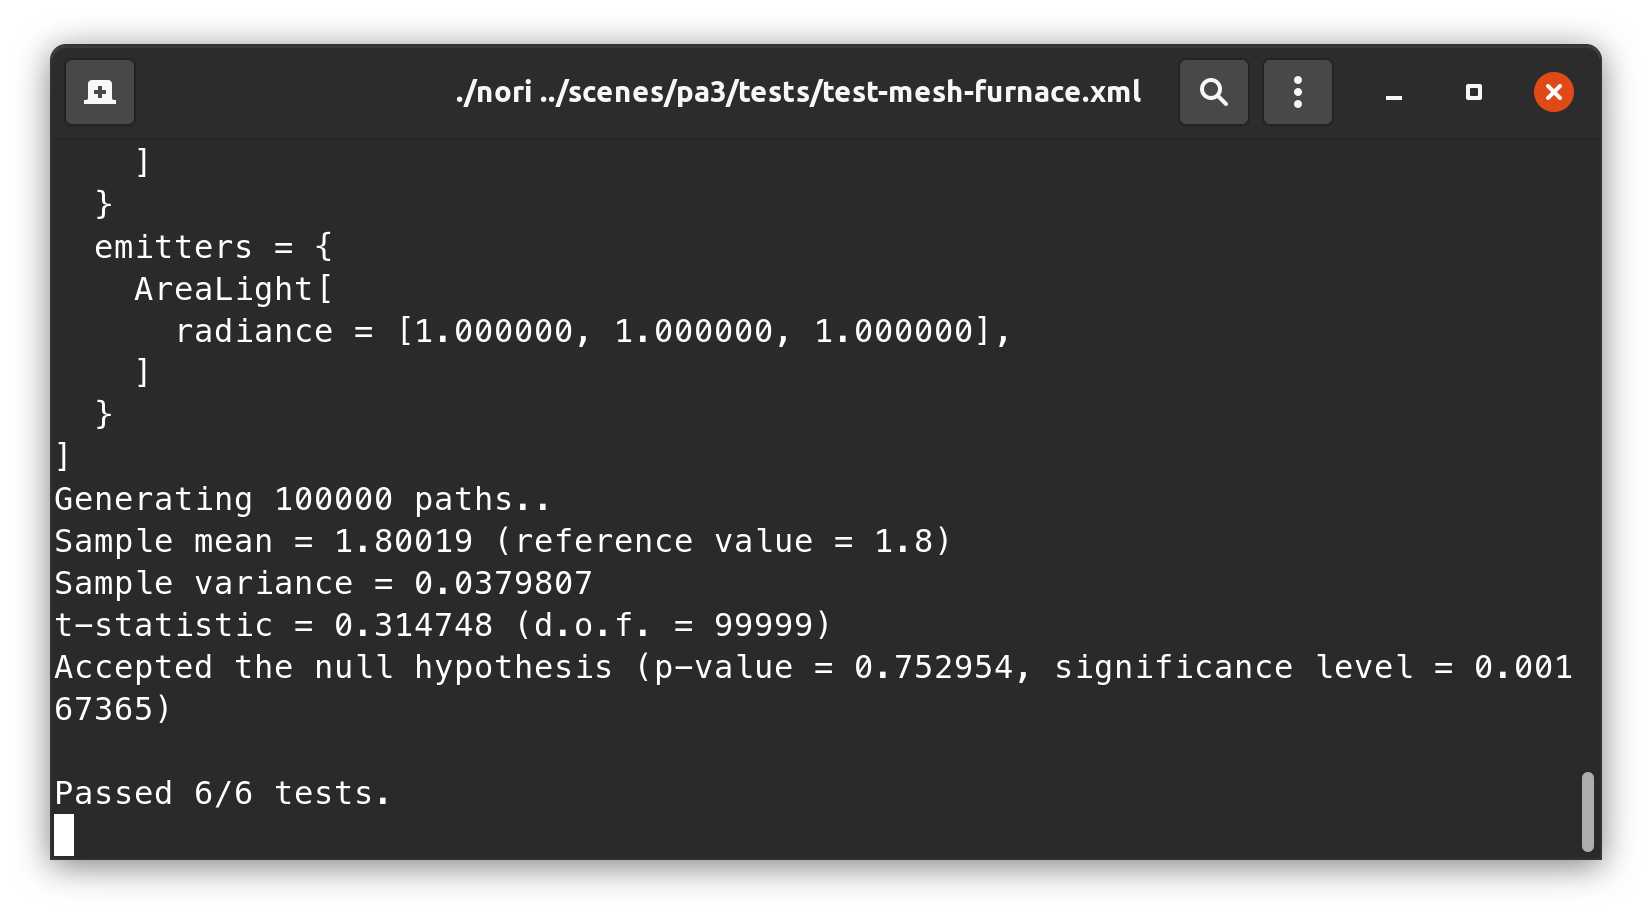 ./nori ../scenes/pa3/tests/test-mesh-furnace.xml
    ]
  }
  emitters = {
    AreaLight[
      radiance = [1.000000, 1.000000, 1.000000],
    ]
  }
]
Generating 100000 paths..
Sample mean = 1.80019 (reference value = 1.8)
Sample variance = 0.0379807
t-statistic = 0.314748 (d.o.f. = 99999)
Accepted the null hypothesis (p-value = 0.752954, significance level = 0.001
67365)
Passed 6/6 tests.